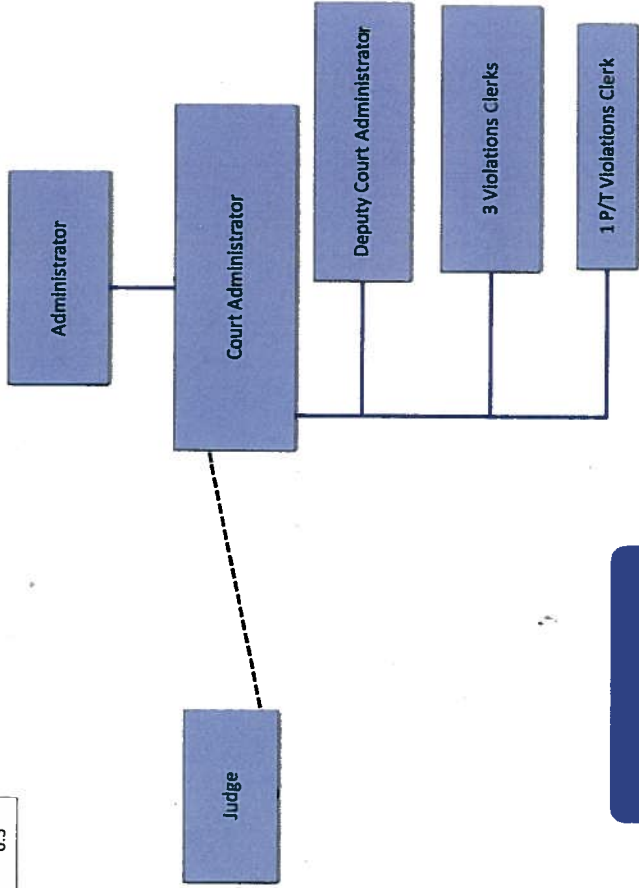 Administrator
Judge
Court Administrator
Deputy Court Administrator
3 Violations Clerks
1 P/T Violations Clerk